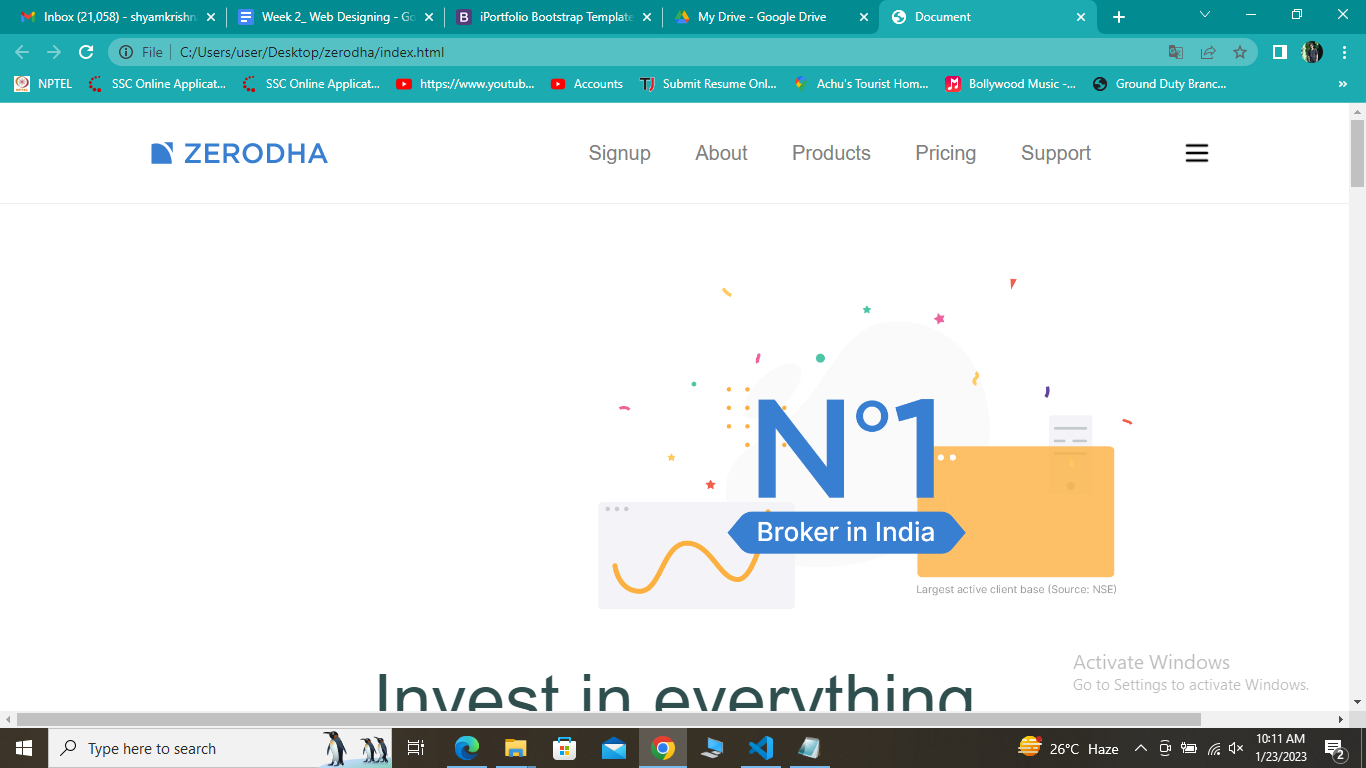 Inbox (21,058) - shyamkrishn
Week 2_ Web Designing - Go
iPortfolio Bootstrap Template
My Drive - Google Drive
Document
File
C:/Users/user/Desktop/zerodha/index.html
NPTEL
SSC Online Applicat...
SSC Online Applicat...
https://www.youtub...
Accounts
Submit Resume Onl...
Achu's Tourist Hom...
Bollywood Music -...
Ground Duty Branc...
»
ZERODHA
Signup
About
Products
Pricing
Support
N°1
Broker in India
Largest active client base (Source: NSE)
Invest in everything
Activate Windows
Go to Settings to activate Windows.
Type here to search
26°C Haze
10:11 AM
1/23/2023
2